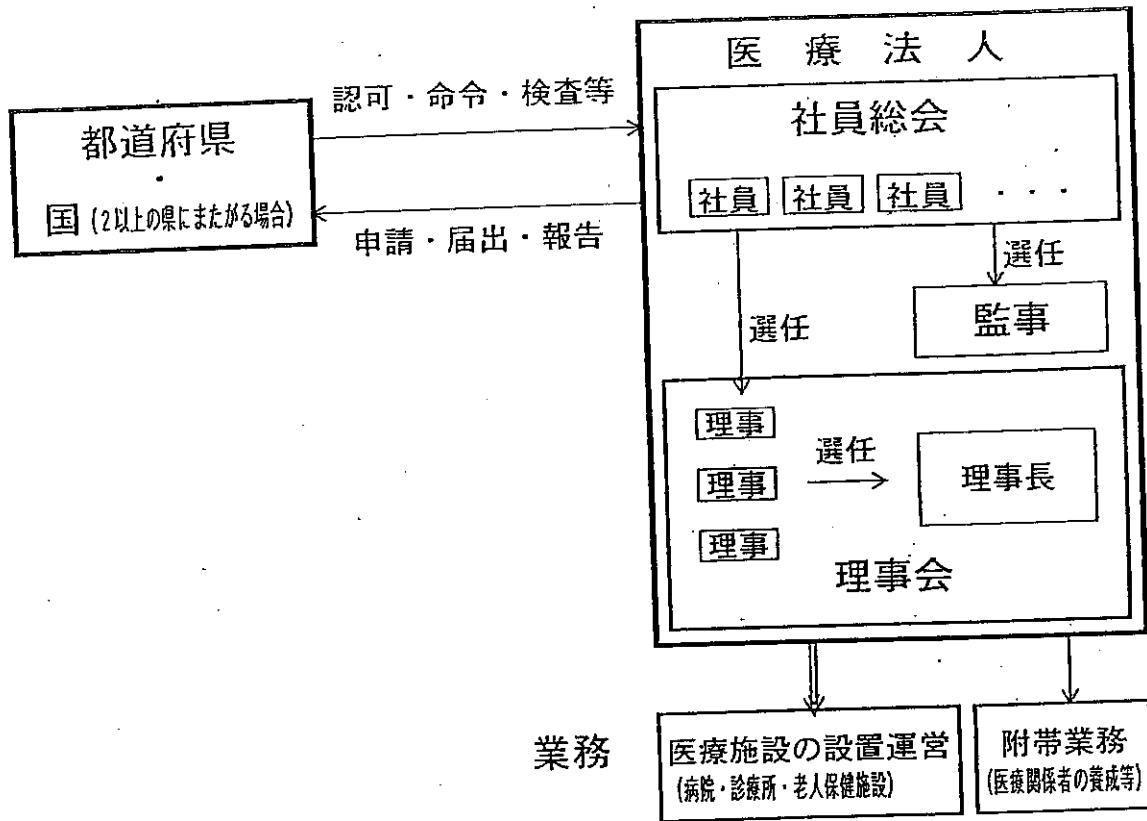 医療法人
認可・命令・検査等
都道府県
・
国(2以上の県にまたがる場合)
申請・届出・報告
社員総会
社員 社員 社員 ・・・
選任
監事
選任
理事
理事
理事
選任
理事長
理事会
業務
医療施設の設置運営
(病院・診療所・老人保健施設)
附帯業務
(医療関係者の養成等)